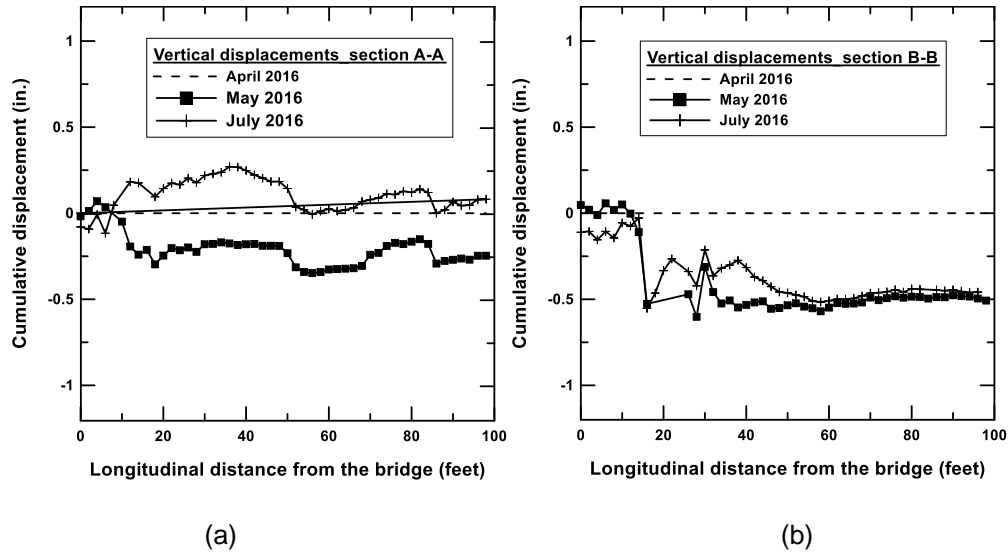 Vertical displacements_section A-A
April 2016
May 2016
July 2016
1
0.5
0
-0.5
-1
Cumulative displacement (in.)
0 20 40 60 80 100
Longitudinal distance from the bridge (feet)
(a)
Vertical displacements_section B-B
April 2016
May 2016
July 2016
1
0.5
0
-0.5
-1
Cumulative displacement (in.)
0 20 40 60 80 100
Longitudinal distance from the bridge (feet)
(b)